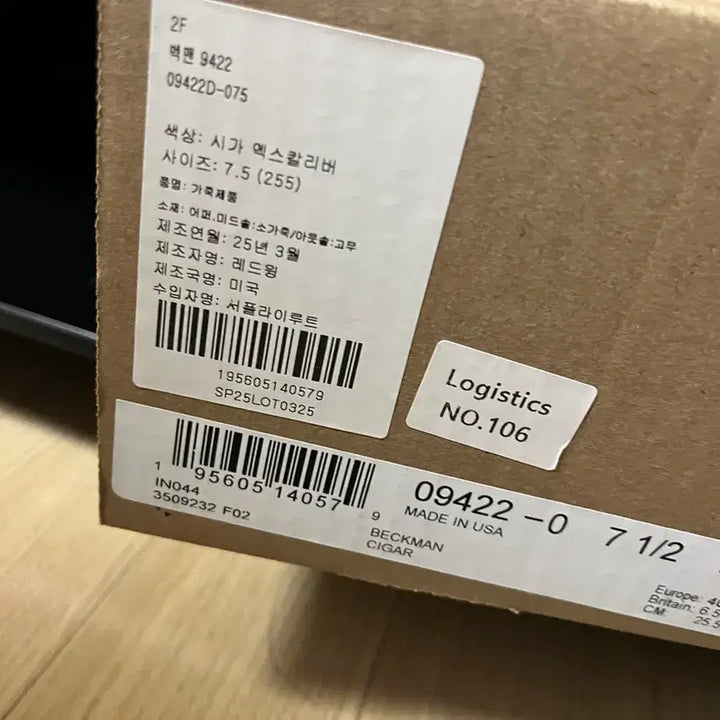 2F
벡맨 9422
09422D-075
색상: 시가 엑스칼리버
사이즈: 7.5 (255)
품명: 가죽제품
소재: 어퍼.미드솔:소가죽/아웃솔:고무
제조연월: 25년 3월
제조자명: 레드윙
제조국명: 미국
수입자명: 서플라이루트
195605140579
SP25LOT0325
Logistics
NO.106
1 95605 14057 9
IN044
3509232 F02
09422-0 7 1/2
MADE IN USA
BECKMAN
CIGAR
Europe:
Britain: 6.5
CM: 25.5